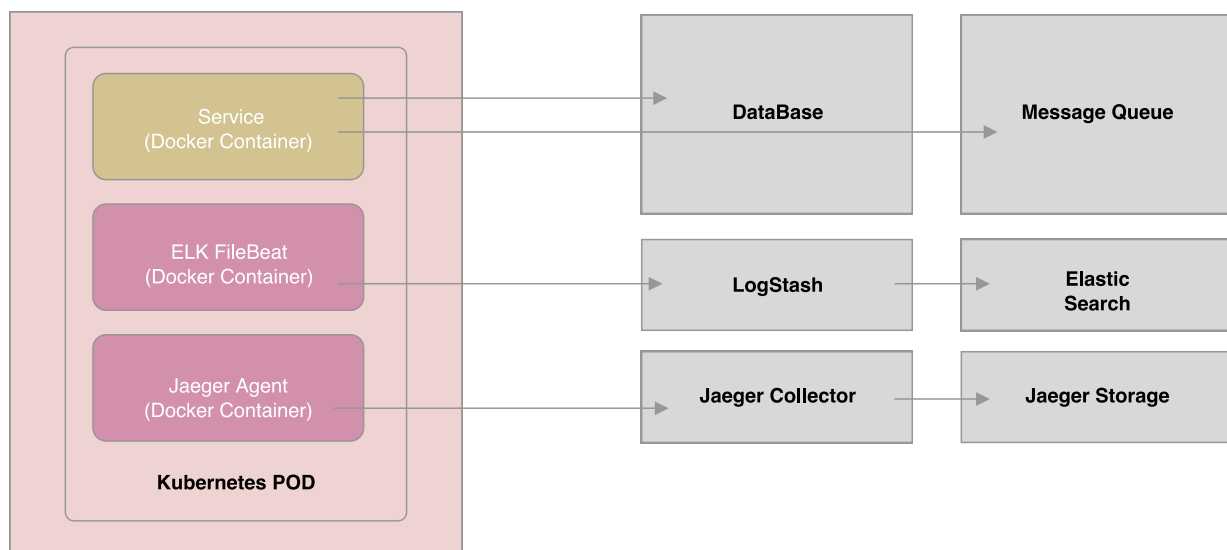 Service
(Docker Container)
DataBase
Message Queue
ELK FileBeat
(Docker Container)
LogStash
Elastic
Search
Jaeger Agent
(Docker Container)
Jaeger Collector
Jaeger Storage
Kubernetes POD